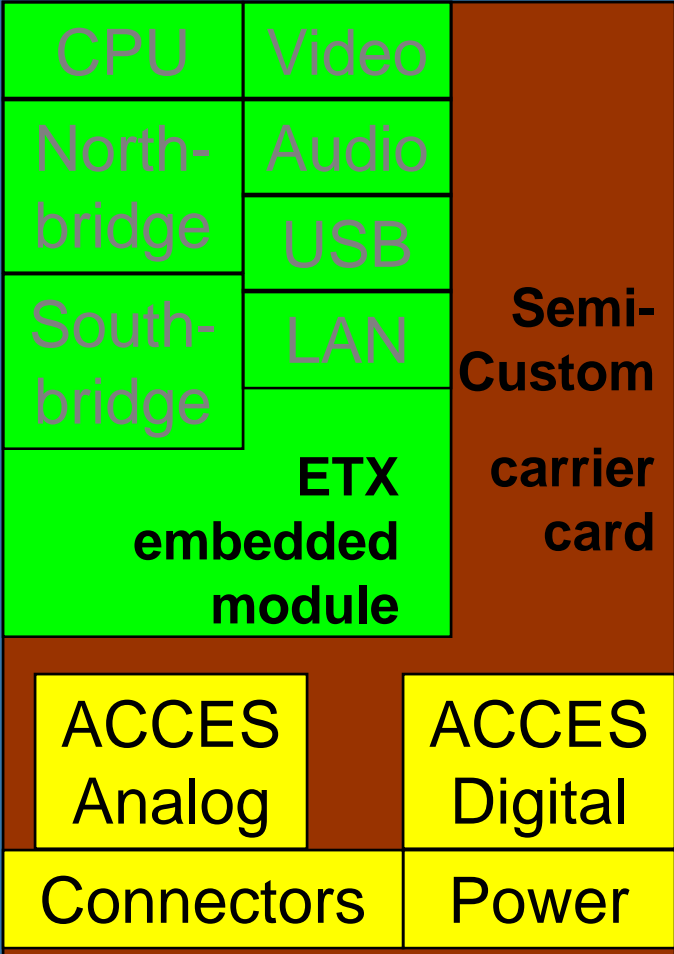 CPU
Video
North-
bridge
Audio
USB
South-
bridge
LAN
Semi-
Custom
carrier
card
ETX
embedded
module
ACCES
Analog
ACCES
Digital
Connectors
Power